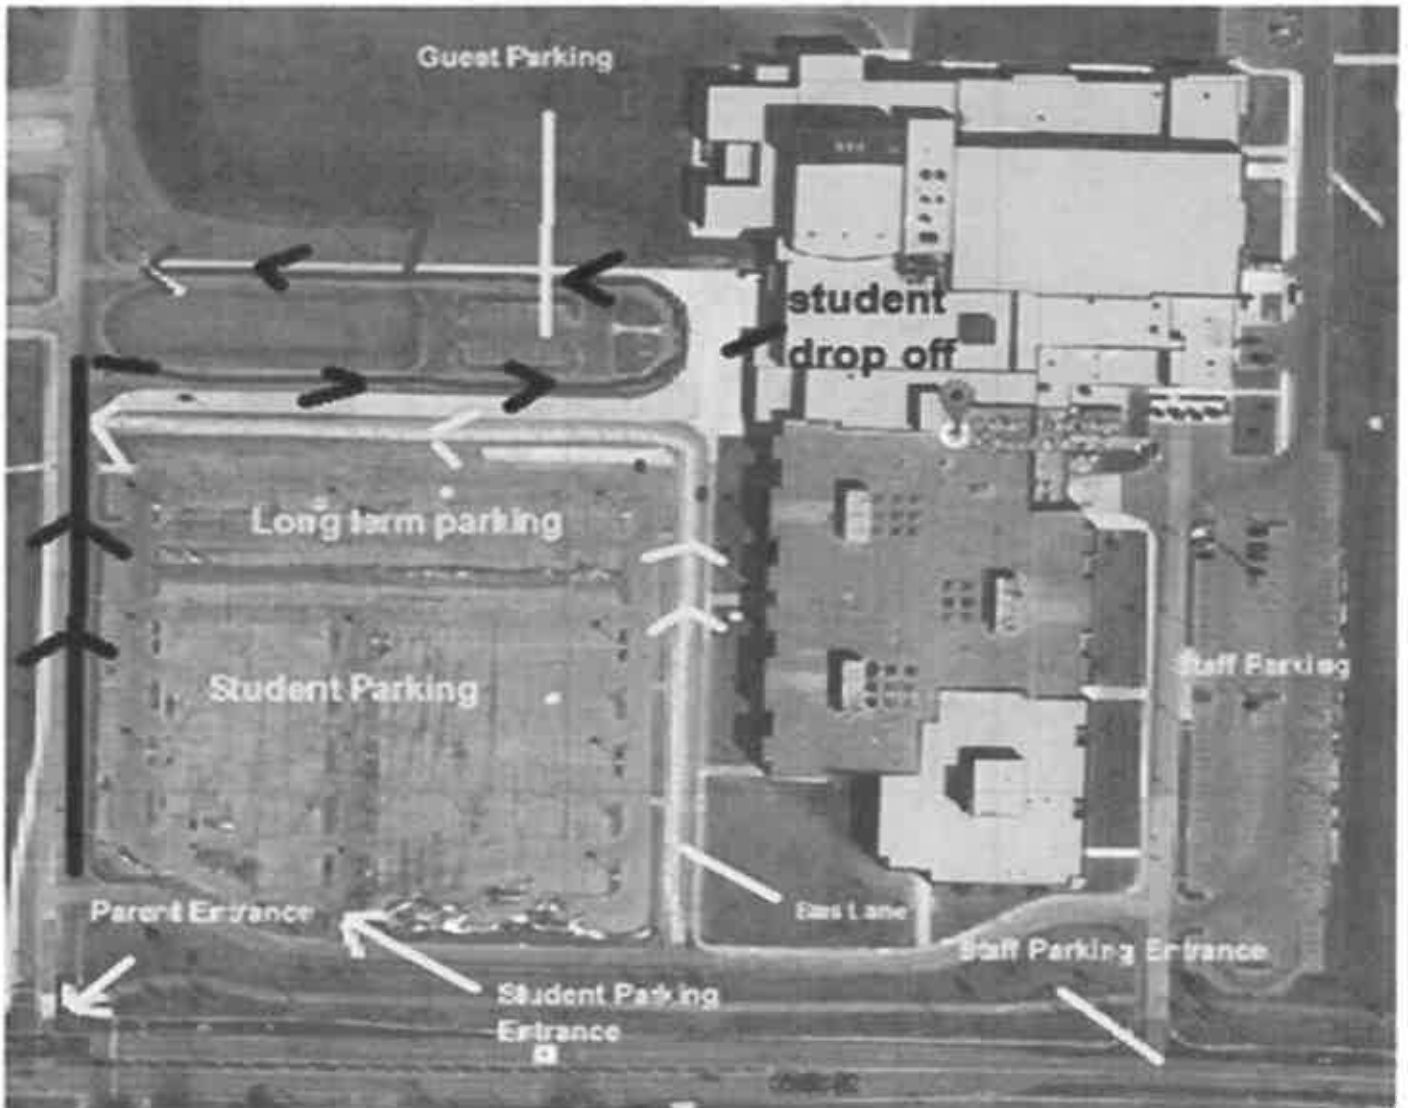 Guest Parking
student
drop off
Long term parking
Student Parking
Staff Parking
Parent Entrance
Bus Lane
Staff Parking Entrance
Student Parking
Entrance